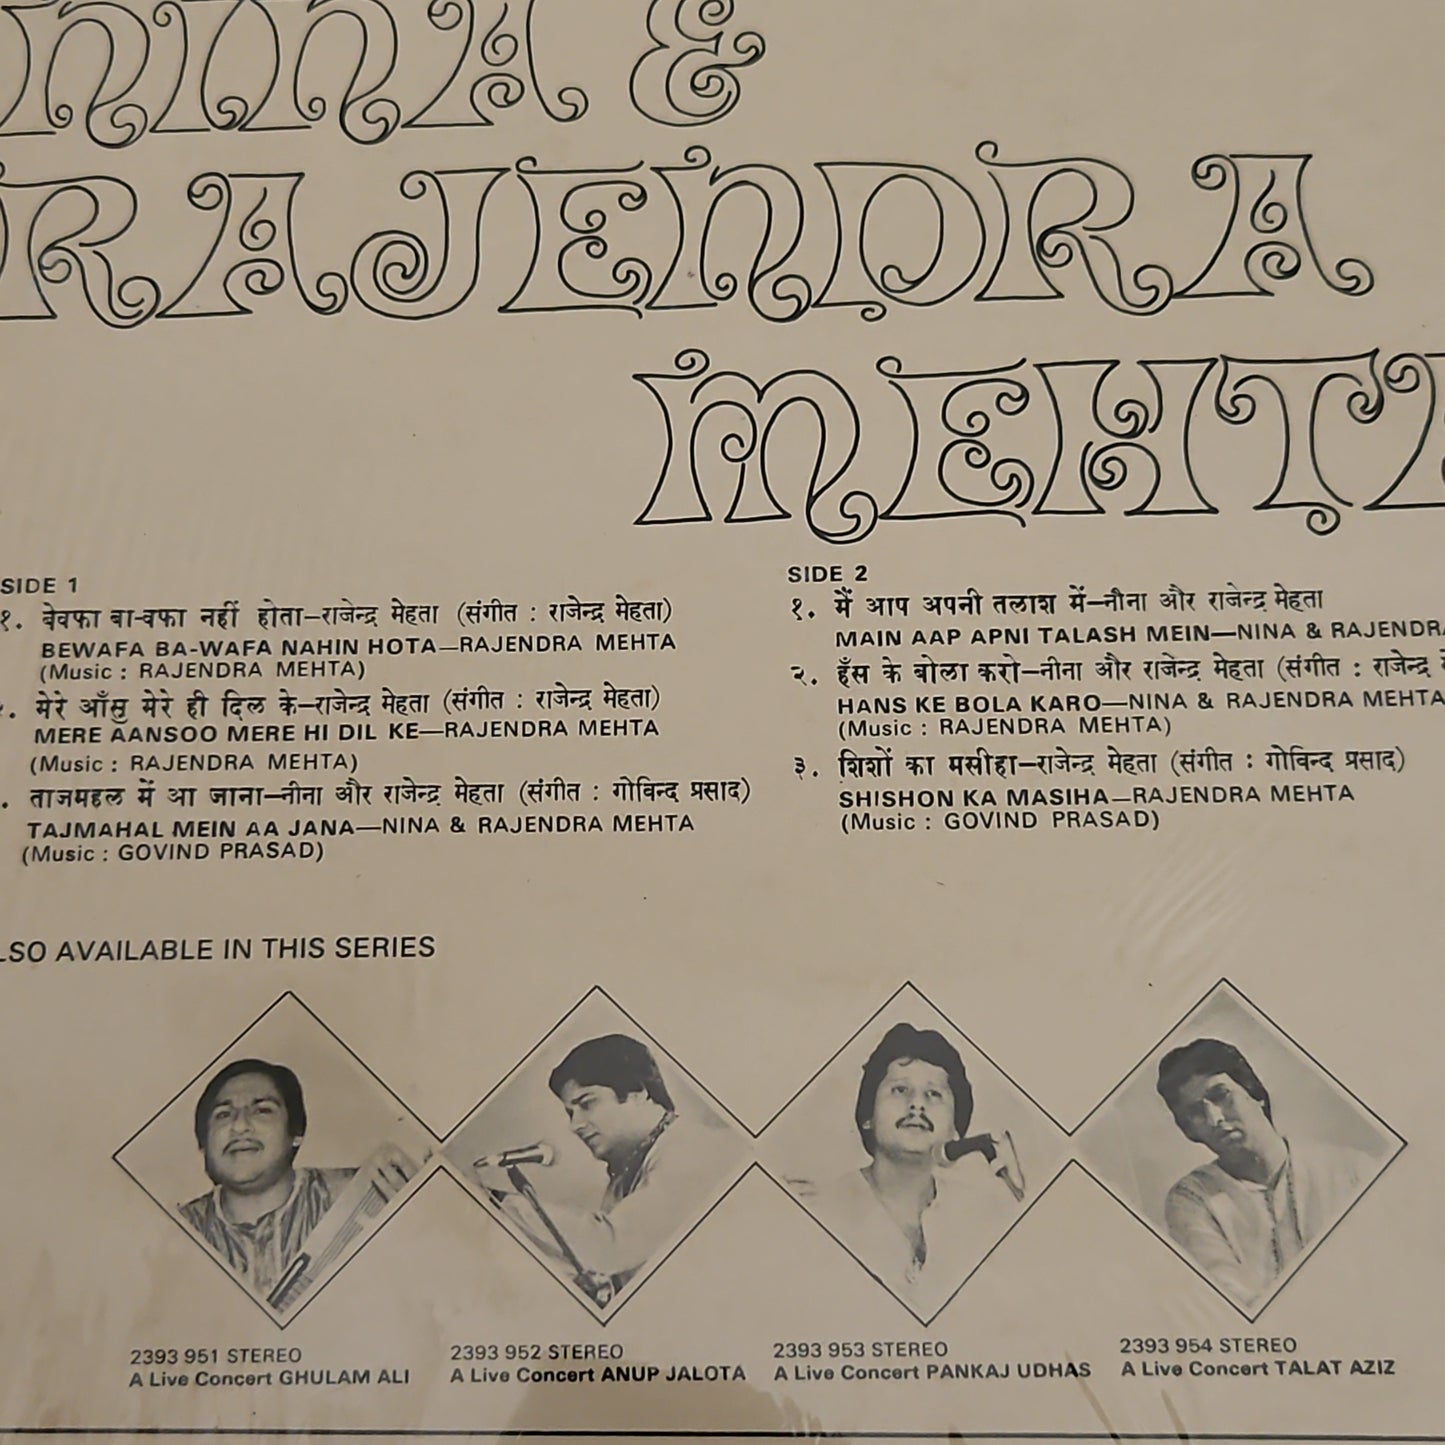 NINA &
RAJENDRA
MEHT
SIDE 1
१. बेवफा बा-वफा नहीं होता–राजेन्द्र मेहता (संगीत : राजेन्द्र मेहता)
BEWAFA BA-WAFA NAHIN HOTA—RAJENDRA MEHTA
(Music : RAJENDRA MEHTA)
. मेरे आँसु मेरे ही दिल के–राजेन्द्र मेहता (संगीत : राजेन्द्र मेहता)
MERE AANSOO MERE HI DIL KE—RAJENDRA MEHTA
(Music : RAJENDRA MEHTA)
. ताजमहल में आ जाना–नीना और राजेन्द्र मेहता (संगीत : गोविन्द प्रसाद)
TAJMAHAL MEIN AA JANA—NINA & RAJENDRA MEHTA
(Music : GOVIND PRASAD)
SIDE 2
१. मैं आप अपनी तलाश में–नीना और राजेन्द्र मेहता
MAIN AAP APNI TALASH MEIN—NINA & RAJENDR
२. हँस के बोला करो–नीना और राजेन्द्र मेहता (संगीत : राजेन्द्र
HANS KE BOLA KARO—NINA & RAJENDRA MEHTA
(Music : RAJENDRA MEHTA)
३. शिशों का मसीहा–राजेन्द्र मेहता (संगीत : गोविन्द प्रसाद)
SHISHON KA MASIHA—RAJENDRA MEHTA
(Music : GOVIND PRASAD)
LSO AVAILABLE IN THIS SERIES
2393 951 STEREO
A Live Concert GHULAM ALI
2393 952 STEREO
A Live Concert ANUP JALOTA
2393 953 STEREO
A Live Concert PANKAJ UDHAS
2393 954 STEREO
A Live Concert TALAT AZIZ